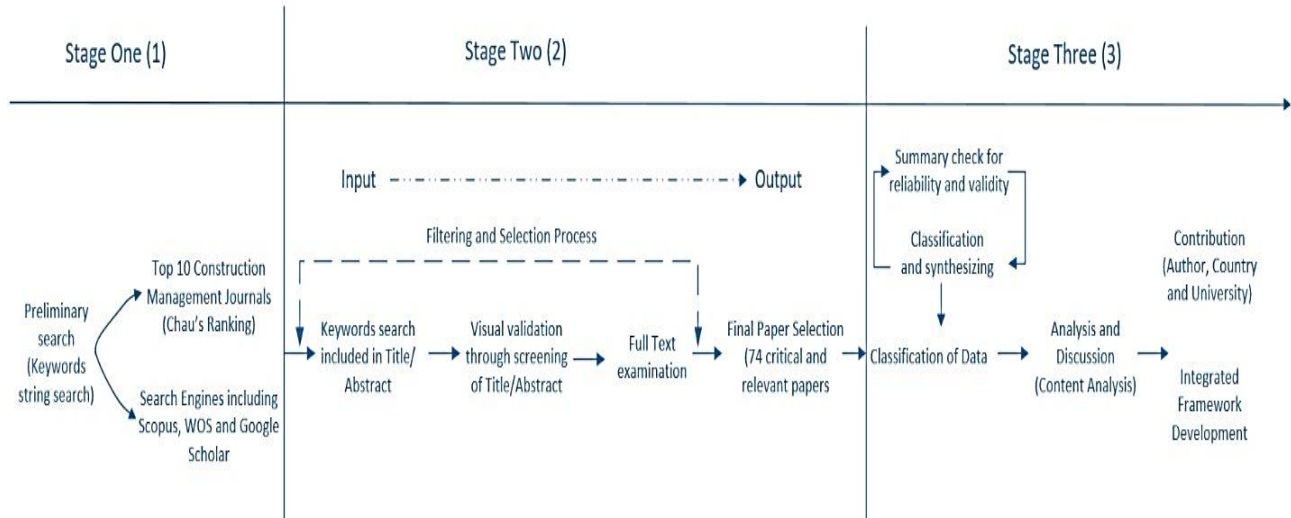 Stage One (1)
Stage Two (2)
Stage Three (3)
Preliminary
search
(Keywords
string search)
Top 10 Construction
Management Journals
(Chau's Ranking)
Search Engines including
Scopus, WOS and Google
Scholar
Input
Output
Filtering and Selection Process
Keywords search
included in Title/
Abstract
Visual validation
through screening
of Title/Abstract
Full Text
examination
Final Paper Selection
(74 critical and
relevant papers
Summary check for
reliability and validity
Classification
and synthesizing
Classification of Data
Analysis and
Discussion
(Content Analysis)
Contribution
(Author, Country
and University)
Integrated
Framework
Development